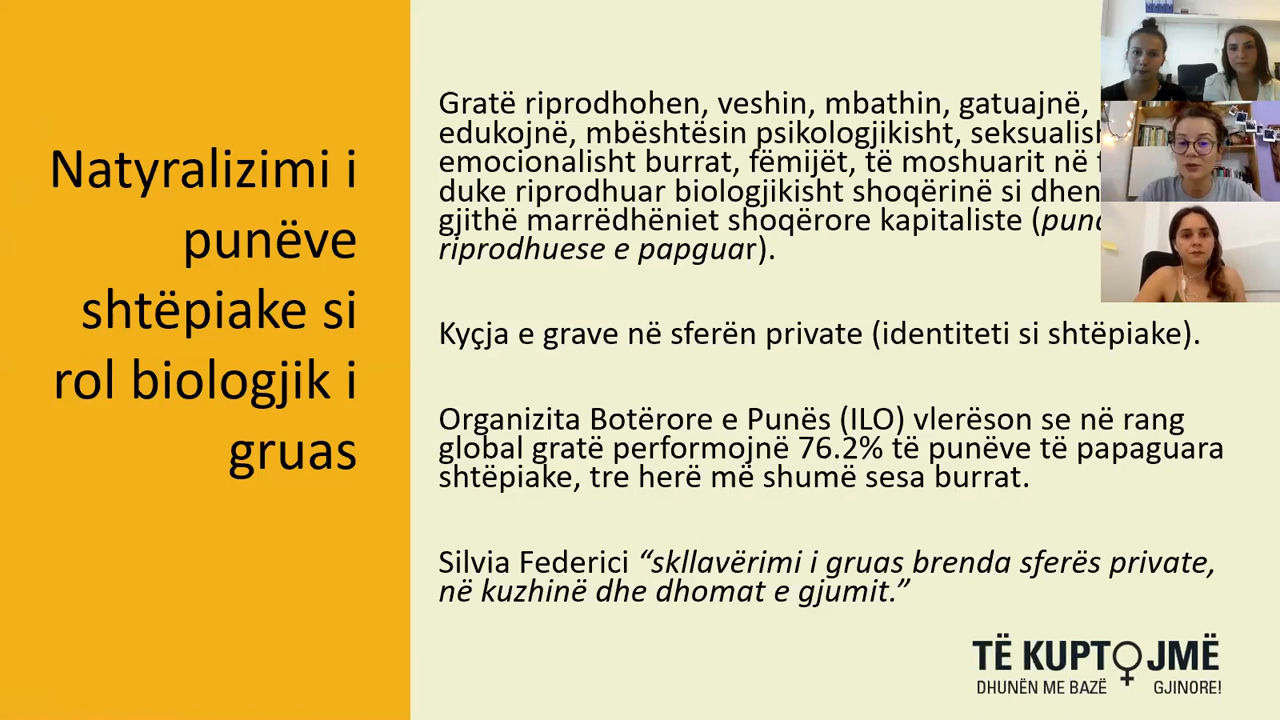 Natyralizimi i
punëve
shtëpiake si
rol biologjik i
gruas
Gratë riprodhohen, veshin, mbathin, gatuajnë,
edukojnë, mbështësin psikologjikisht,
emocionalisht burrat, fëmijët, të moshuarit në
duke riprodhuar biologjikisht shoqërinë si
gjithë marrëdhëniet shoqërore kapitaliste (
riprodhuese e papguar).
Kyçja e grave në sferën private (identiteti si shtëpiake).
Organizita Botërore e Punës (ILO) vlerëson se në rang
global gratë performojnë 76.2% të punëve të papaguara
shtëpiake, tre herë më shumë sesa burrat.
Silvia Federici “skllavërimi i gruas brenda sferës private,
në kuzhinë dhe dhomat e gjumit.”
TË KUPTOJMË
DHUNËN ME BAZË GJINORE!